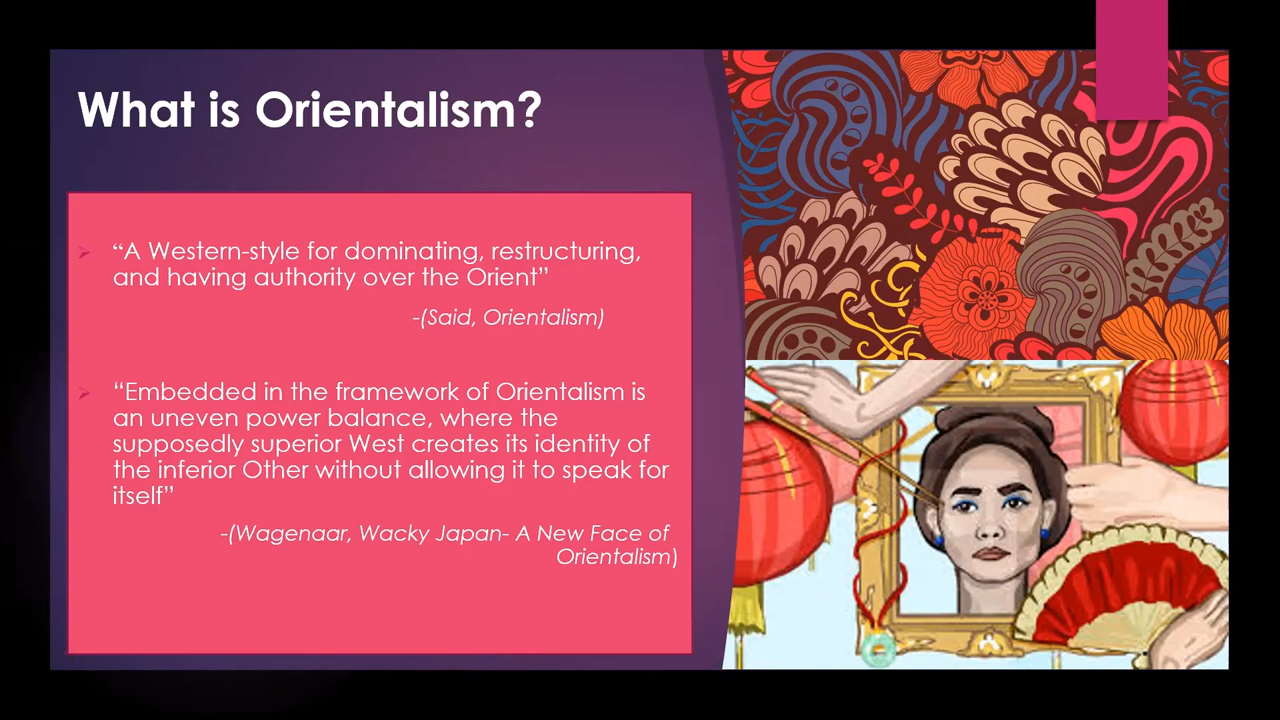 What is Orientalism?
“A Western-style for dominating, restructuring,
and having authority over the Orient”
-(Said, Orientalism)
“Embedded in the framework of Orientalism is
an uneven power balance, where the
supposedly superior West creates its identity of
the inferior Other without allowing it to speak for
itself”
-(Wagenaar, Wacky Japan- A New Face of
Orientalism)